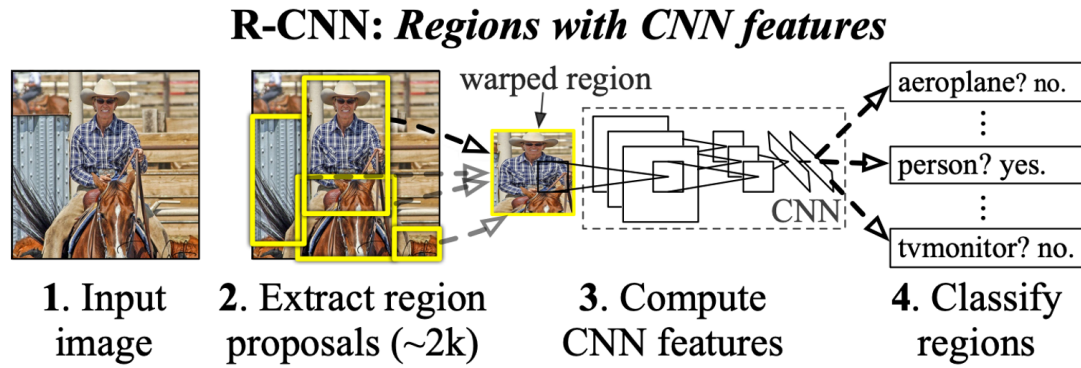 R-CNN: Regions with CNN features
warped region
aeroplane? no.
⋮
person? yes.
⋮
tvmonitor? no.
CNN
1. Input
image
2. Extract region
proposals (~2k)
3. Compute
CNN features
4. Classify
regions